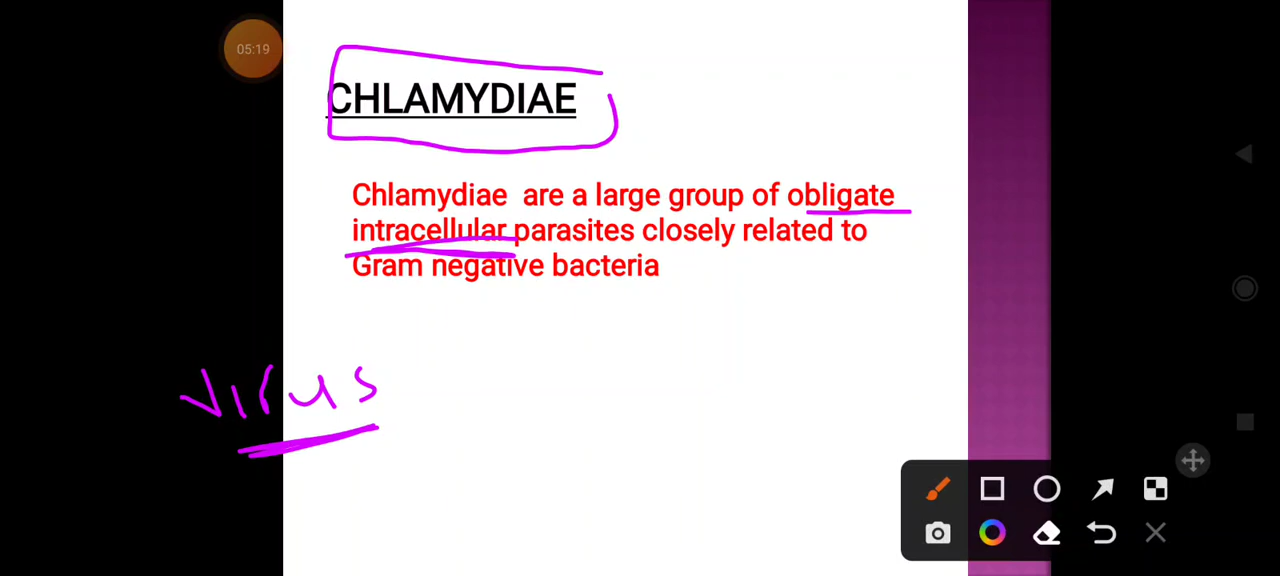 05:19
CHLAMYDIAE
Chlamydiae are a large group of obligate
intracellular parasites closely related to
Gram negative bacteria
Virus